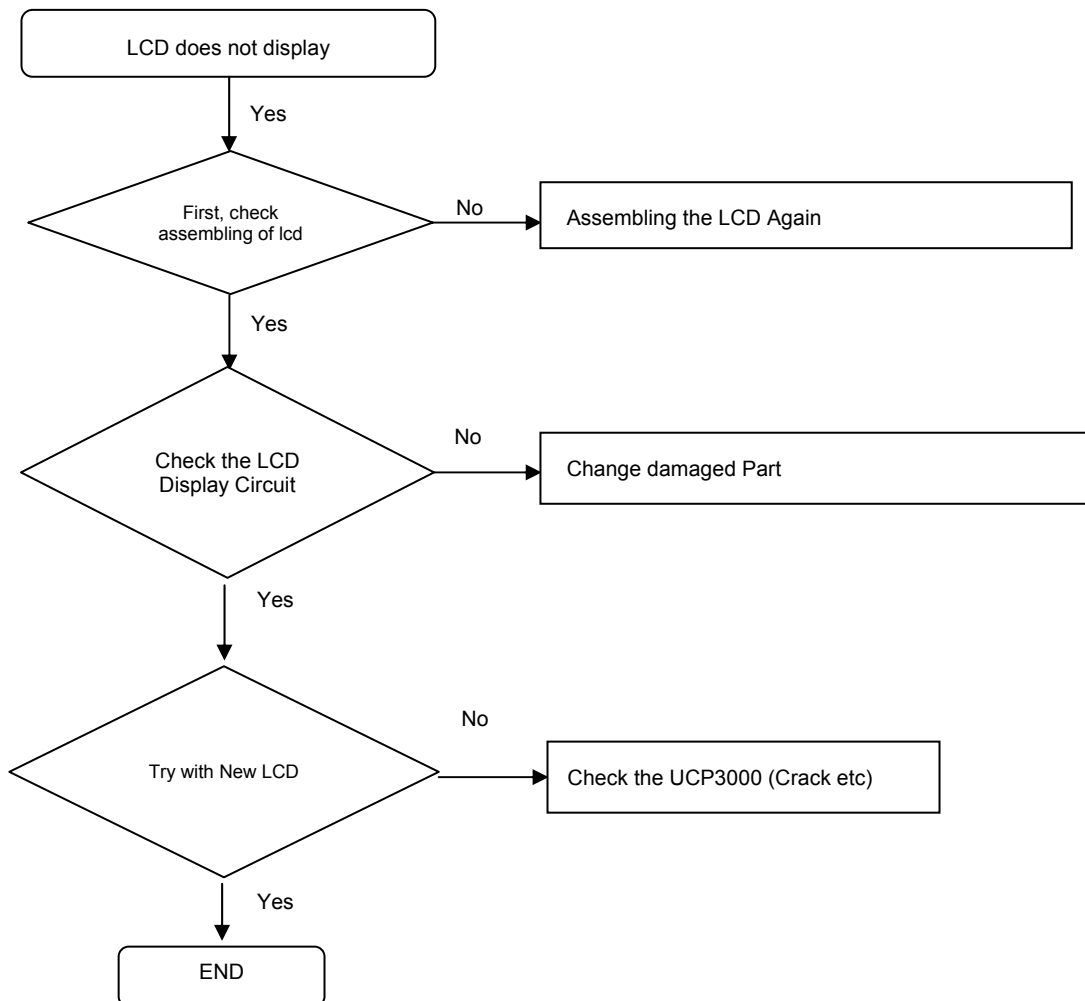 LCD does not display
Yes
First, check
assembling of lcd
No
Assembling the LCD Again
Yes
Check the LCD
Display Circuit
No
Change damaged Part
Yes
Try with New LCD
No
Check the UCP3000 (Crack etc)
Yes
END